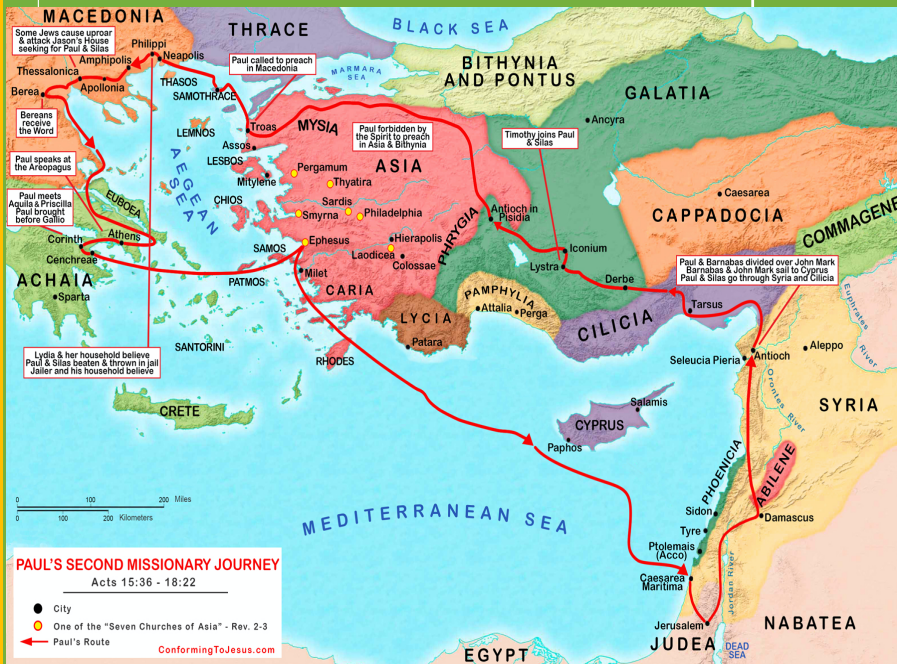 MACEDONIA
THRACE
BLACK SEA
BITHYNIA
AND PONTUS
GALATIA
Some Jews cause uproar
& attack Jason's House
seeking for Paul & Silas
Philippi
Neapolis
Amphipolis
Thessalonica
Apollonia
Berea
Paul called to preach
in Macedonia
MARMARA
SEA
THASOS
SAMOTHRACE
Bereans
receive
the Word
LEMNOS
Troas
Assos
MYSIA
Paul forbidden by
the Spirit to preach
in Asia & Bithynia
Timothy joins Paul
& Silas
Ancyra
Paul speaks at
the Areopagus
AEGEAN
SEA
LESBOS
Mitylene
ASIA
Pergamum
Thyatira
Paul meets
Aquila & Priscilla
Paul brought
before Gallio
EUBOEA
CHIOS
Sardis
Smyrna
Philadelphia
PHRYGIA
Antioch in
Pisidia
Caesarea
CAPPADOCIA
COMMAGENE
Corinth
Athens
Cenchreae
SAMOS
Ephesus
Hierapolis
Laodicea
Colossae
Iconium
Lystra
Derbe
Paul & Barnabas divided over John Mark
Barnabas & John Mark sail to Cyprus
Paul & Silas go through Syria and Cilicia
ACHAIA
Sparta
PATMOS
Milet
CARIA
LYCIA
Patara
PAMPHYLIA
Attalia
Perga
CILICIA
Tarsus
Euphrates
River
Lydia & her household believe
Paul & Silas beaten & thrown in jail
Jailer and his household believe
SANTORINI
RHODES
Seleucia Pieria
Antioch
Aleppo
Orontes River
SYRIA
CRETE
CYPRUS
Salamis
Paphos
PHOENICIA
ABILENE
MEDITERRANEAN SEA
Sidon
Damascus
Tyre
Ptolemais
(Acco)
Caesarea
Maritima
Jordan River
Jerusalem
JUDEA
DEAD
SEA
NABATEA
EGYPT
0 100 200 Miles
0 100 200 Kilometers
PAUL'S SECOND MISSIONARY JOURNEY
Acts 15:36 - 18:22
City
One of the "Seven Churches of Asia" - Rev. 2-3
Paul's Route
ConformingToJesus.com